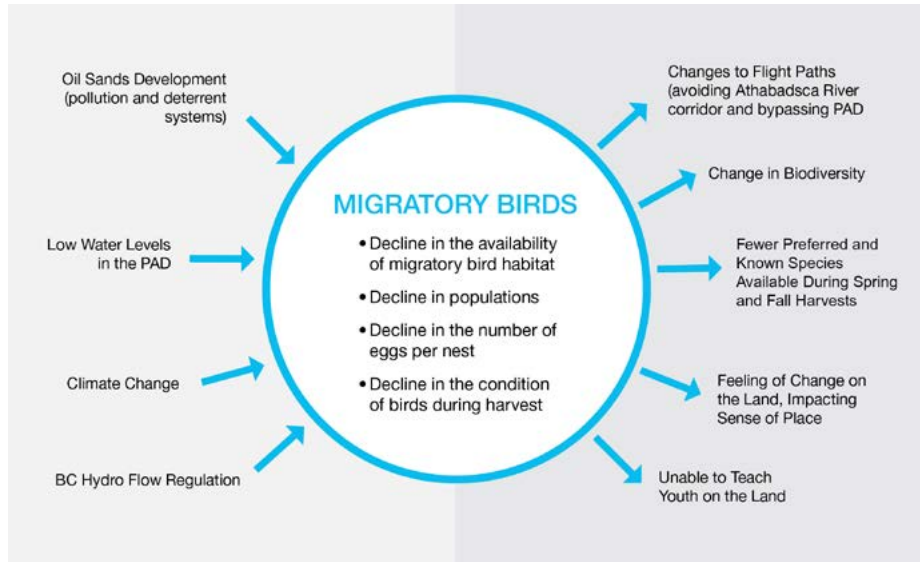 Oil Sands Development
(pollution and deterrent
systems)
Low Water Levels
in the PAD
Climate Change
BC Hydro Flow Regulation
MIGRATORY BIRDS
• Decline in the availability
of migratory bird habitat
• Decline in populations
• Decline in the number of
eggs per nest
• Decline in the condition
of birds during harvest
Changes to Flight Paths
(avoiding Athabadsca River
corridor and bypassing PAD
Change in Biodiversity
Fewer Preferred and
Known Species
Available During Spring
and Fall Harvests
Feeling of Change on
the Land, Impacting
Sense of Place
Unable to Teach
Youth on the Land